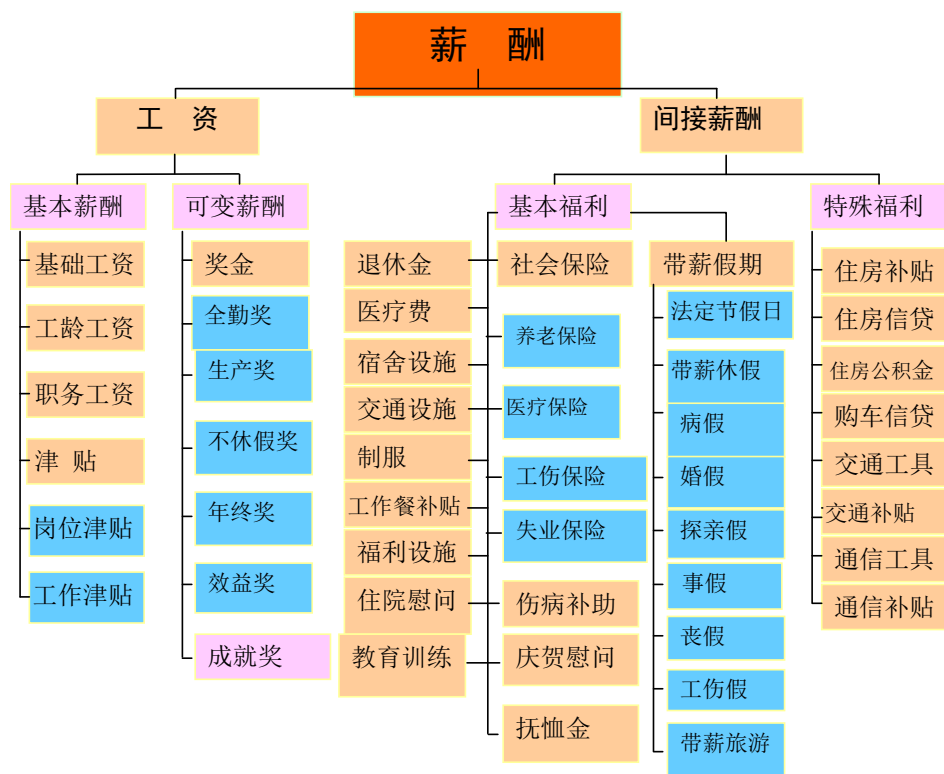 薪 酬
工 资
间接薪酬
基本薪酬
可变薪酬
基本福利
特殊福利
基础工资
工龄工资
职务工资
津 贴
岗位津贴
工作津贴
奖金
全勤奖
生产奖
不休假奖
年终奖
效益奖
成就奖
退休金
医疗费
宿舍设施
交通设施
制服
工作餐补贴
福利设施
住院慰问
教育训练
社会保险
养老保险
医疗保险
工伤保险
失业保险
伤病补助
庆贺慰问
抚恤金
带薪假期
法定节假日
带薪休假
病假
婚假
探亲假
事假
丧假
工伤假
带薪旅游
住房补贴
住房信贷
住房公积金
购车信贷
交通工具
交通补贴
通信工具
通信补贴